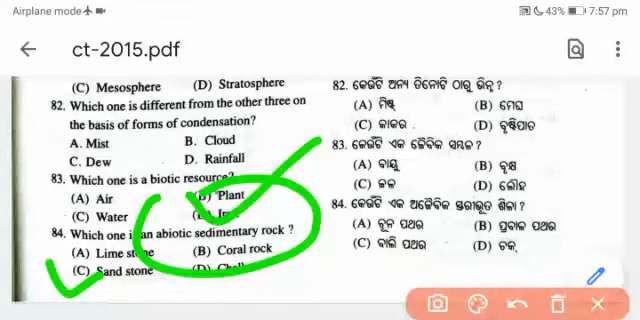 Airplane mode
43%
7:57 pm
ct-2015.pdf
(C) Mesosphere (D) Stratosphere
82. Which one is different from the other three on
the basis of forms of condensation?
A. Mist B. Cloud
C. Dew D. Rainfall
83. Which one is a biotic resource?
(A) Air (B) Plant
(C) Water
84. Which one is an abiotic sedimentary rock ?
(A) Lime stone (B) Coral rock
(C) Sand stone (D)
82. କେଉଁଟି ଅନ୍ୟ ତିନୋଟି ଠାରୁ ଭିନ୍ନ ?
(A) ମିଷ୍ଟ (B) ମେଘ
(C) କାକର (D) ବୃଷ୍ଟିପାତ
83. କେଉଁଟି ଏକ ଜୈବିକ ସମ୍ବଳ ?
(A) ବାୟୁ (B) ବୃକ୍ଷ
(C) ଜଳ (D) ଲୌହ
84. କେଉଁଟି ଏକ ଅଜୈବିକ ସ୍ତରୀଭୂତ ଶିଳା ?
(A) ଚୂନ ପଥର (B) ପ୍ରବାଳ ପଥର
(C) ବାଲି ପଥର (D) ଚକ୍